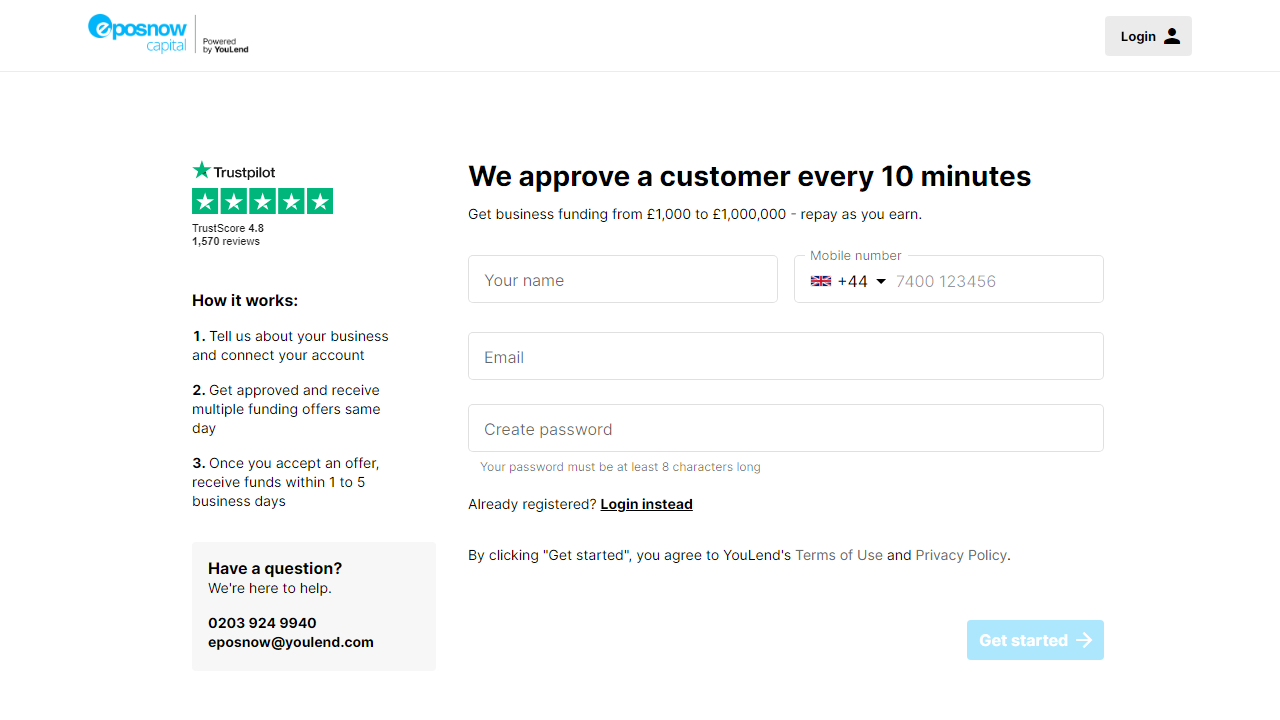 eposnow
capital
Powered
by YouLend
Login
Trustpilot
TrustScore 4.8
1,570 reviews
How it works:
1. Tell us about your business
and connect your account
2. Get approved and receive
multiple funding offers same
day
3. Once you accept an offer,
receive funds within 1 to 5
business days
Have a question?
We're here to help.
0203 924 9940
eposnow@youlend.com
We approve a customer every 10 minutes
Get business funding from £1,000 to £1,000,000 - repay as you earn.
Your name
Mobile number
+44 7400 123456
Email
Create password
Your password must be at least 8 characters long
Already registered? Login instead
By clicking "Get started", you agree to YouLend's Terms of Use and Privacy Policy.
Get started